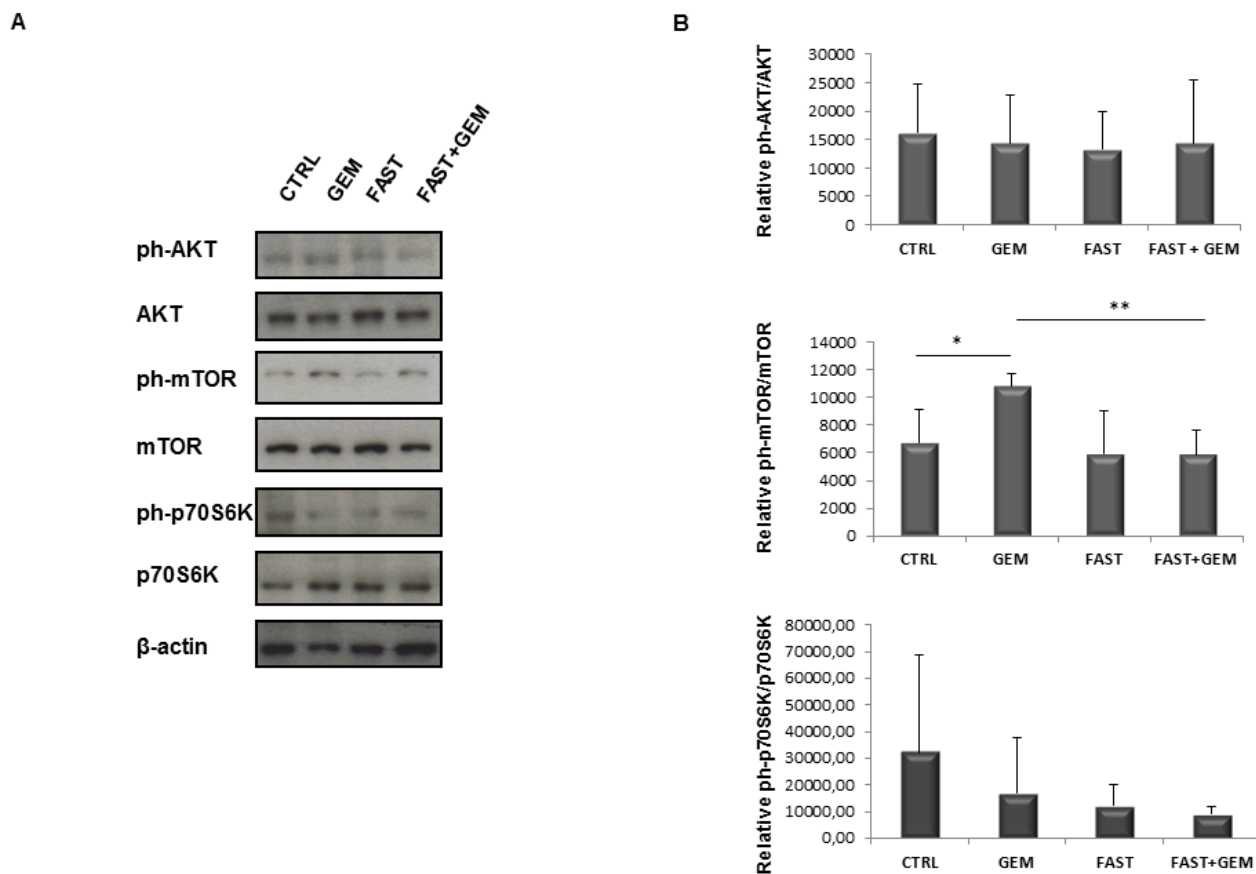 A
CTRL
GEM
FAST
FAST+GEM
ph-AKT
AKT
ph-mTOR
mTOR
ph-p70S6K
p70S6K
β-actin
B
Relative ph-AKT/AKT
30000
25000
20000
15000
10000
5000
0
CTRL GEM FAST FAST + GEM
Relative ph-mTOR/mTOR
14000
12000
10000
8000
6000
4000
2000
0
*
**
CTRL GEM FAST FAST+GEM
Relative ph-p70S6K/p70S6K
80000,00
70000,00
60000,00
50000,00
40000,00
30000,00
20000,00
10000,00
0,00
CTRL GEM FAST FAST+GEM